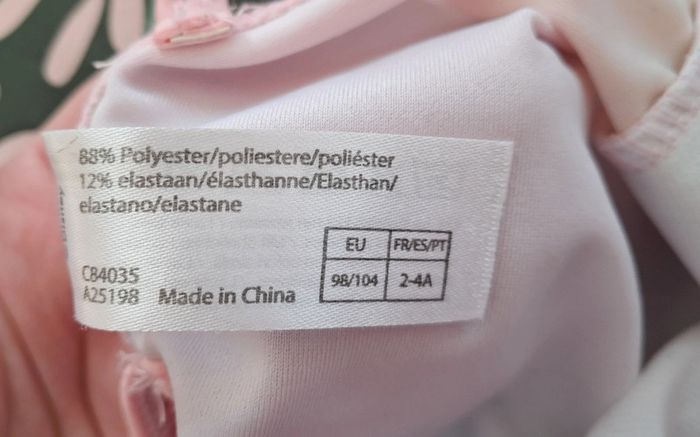 88% Polyester/poliestere/poliéster
12% elastaan/élasthanne/Elasthan/
elastano/elastane
EU FR/ES/PT
98/104 2-4A
C84035
A25198 Made in China